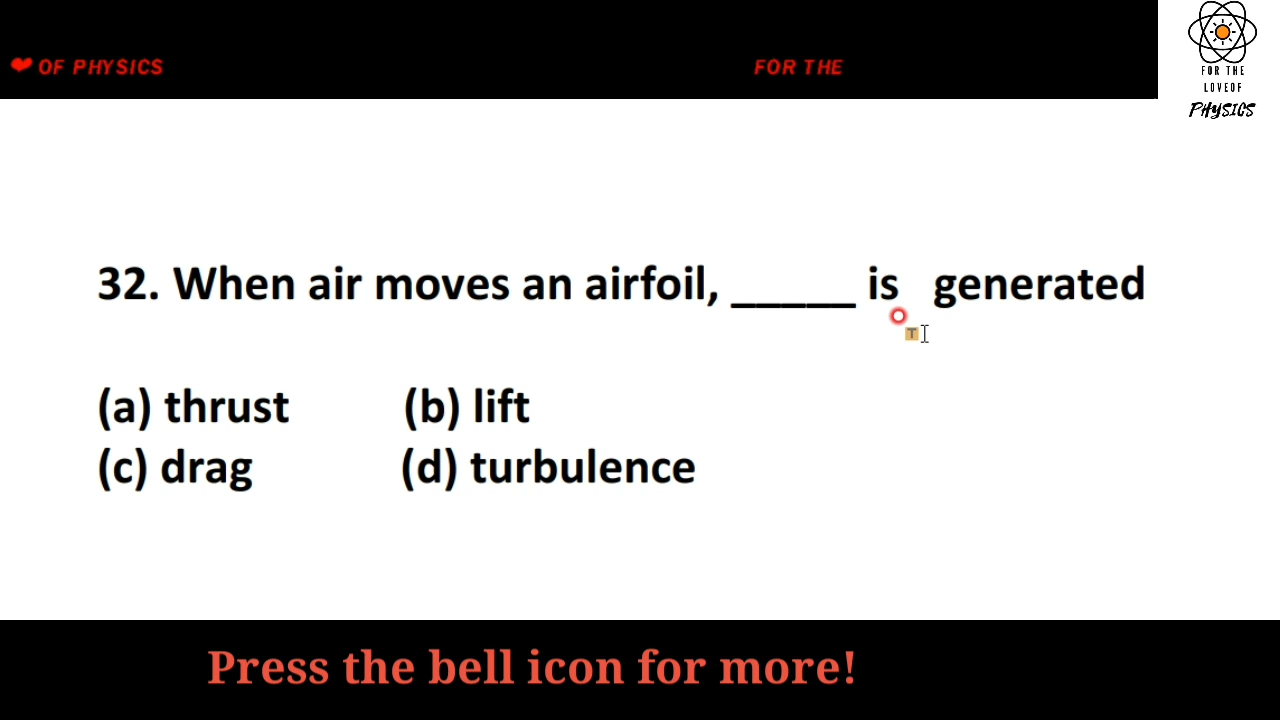 ❤ OF PHYSICS FOR THE
FOR THE
LOVEOF
PHYSICS
32. When air moves an airfoil, _____ is generated
(a) thrust (b) lift
(c) drag (d) turbulence
Press the bell icon for more!